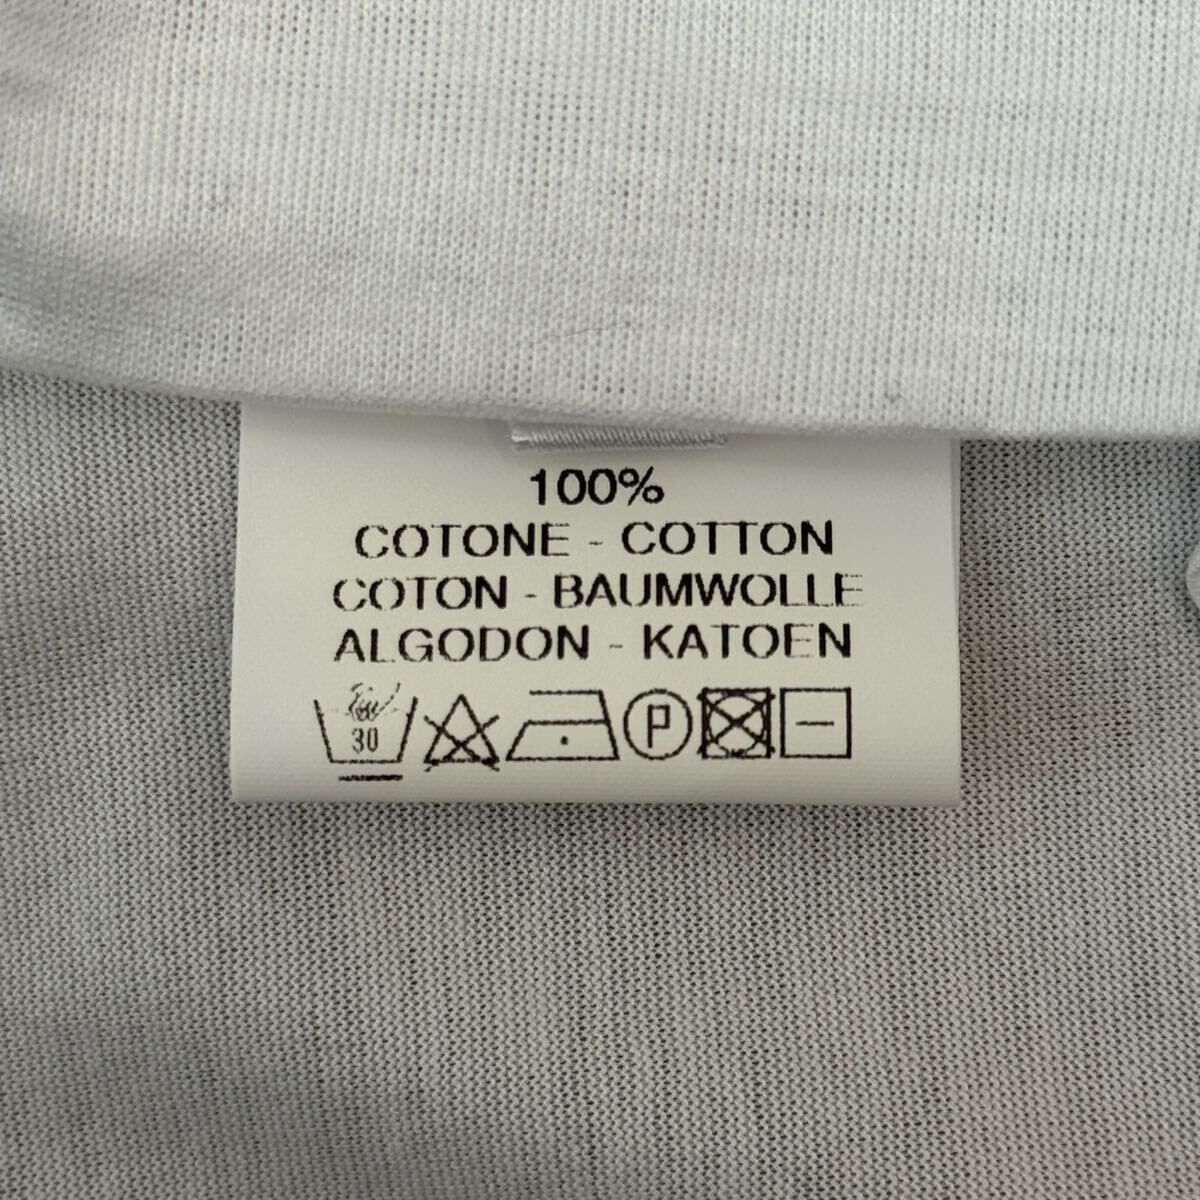 100%
COTONE - COTTON
COTON - BAUMWOLLE
ALGODON - KATOEN
30 P